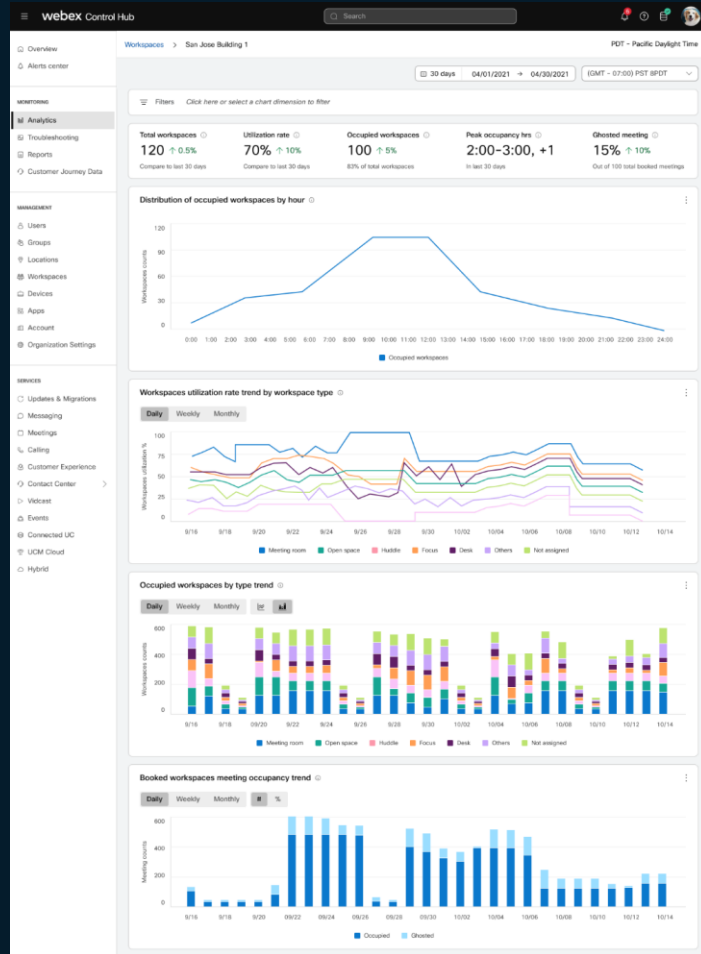 webex Control Hub
Search
Overview
Alerts center
MONITORING
Analytics
Troubleshooting
Reports
Customer Journey Data
MANAGEMENT
Users
Groups
Locations
Workspaces
Devices
Apps
Account
Organization Settings
SERVICES
Updates & Migrations
Messaging
Meetings
Calling
Customer Experience
Contact Center
Vidcast
Events
Connected UC
UCM Cloud
Hybrid
Workspaces > San Jose Building 1
PDT - Pacific Daylight Time
30 days 04/01/2021 → 04/30/2021
(GMT - 07:00) PST 8PDT
Filters Click here or select a chart dimension to filter
Total workspaces Utilization rate Occupied workspaces Peak occupancy hrs Ghosted meeting
120 ↑ 0.5% 70% ↑ 10% 100 ↑ 5% 2:00-3:00, +1 15% ↑ 10%
Compare to last 30 days Compare to last 30 days 83% of total workspaces In last 30 days Out of 100 total booked meetings
Distribution of occupied workspaces by hour
Workspaces counts
120
90
60
30
0
0:00 1:00 2:00 3:00 4:00 5:00 6:00 7:00 8:00 9:00 10:00 11:00 12:00 13:00 14:00 15:00 16:00 17:00 18:00 19:00 20:00 21:00 22:00 23:00 24:00
Occupied workspaces
Workspaces utilization rate trend by workspace type
Daily Weekly Monthly
Workspaces utilization %
100
75
50
25
0
9/16 9/18 9/20 9/22 9/24 9/26 9/28 9/30 10/02 10/04 10/06 10/08 10/10 10/12 10/14
Meeting room Open space Huddle Focus Desk Others Not assigned
Occupied workspaces by type trend
Daily Weekly Monthly
Workspaces counts
600
400
200
0
9/16 9/18 09/20 9/22 9/24 9/26 9/28 9/30 10/02 10/04 10/06 10/08 10/10 10/12 10/14
Meeting room Open space Huddle Focus Desk Others Not assigned
Booked workspaces meeting occupancy trend
Daily Weekly Monthly # %
Meeting counts
600
400
200
0
9/16 9/18 9/20 09/22 09/24 09/26 9/28 09/30 10/02 10/04 10/06 10/08 10/10 10/12 10/14
Occupied Ghosted